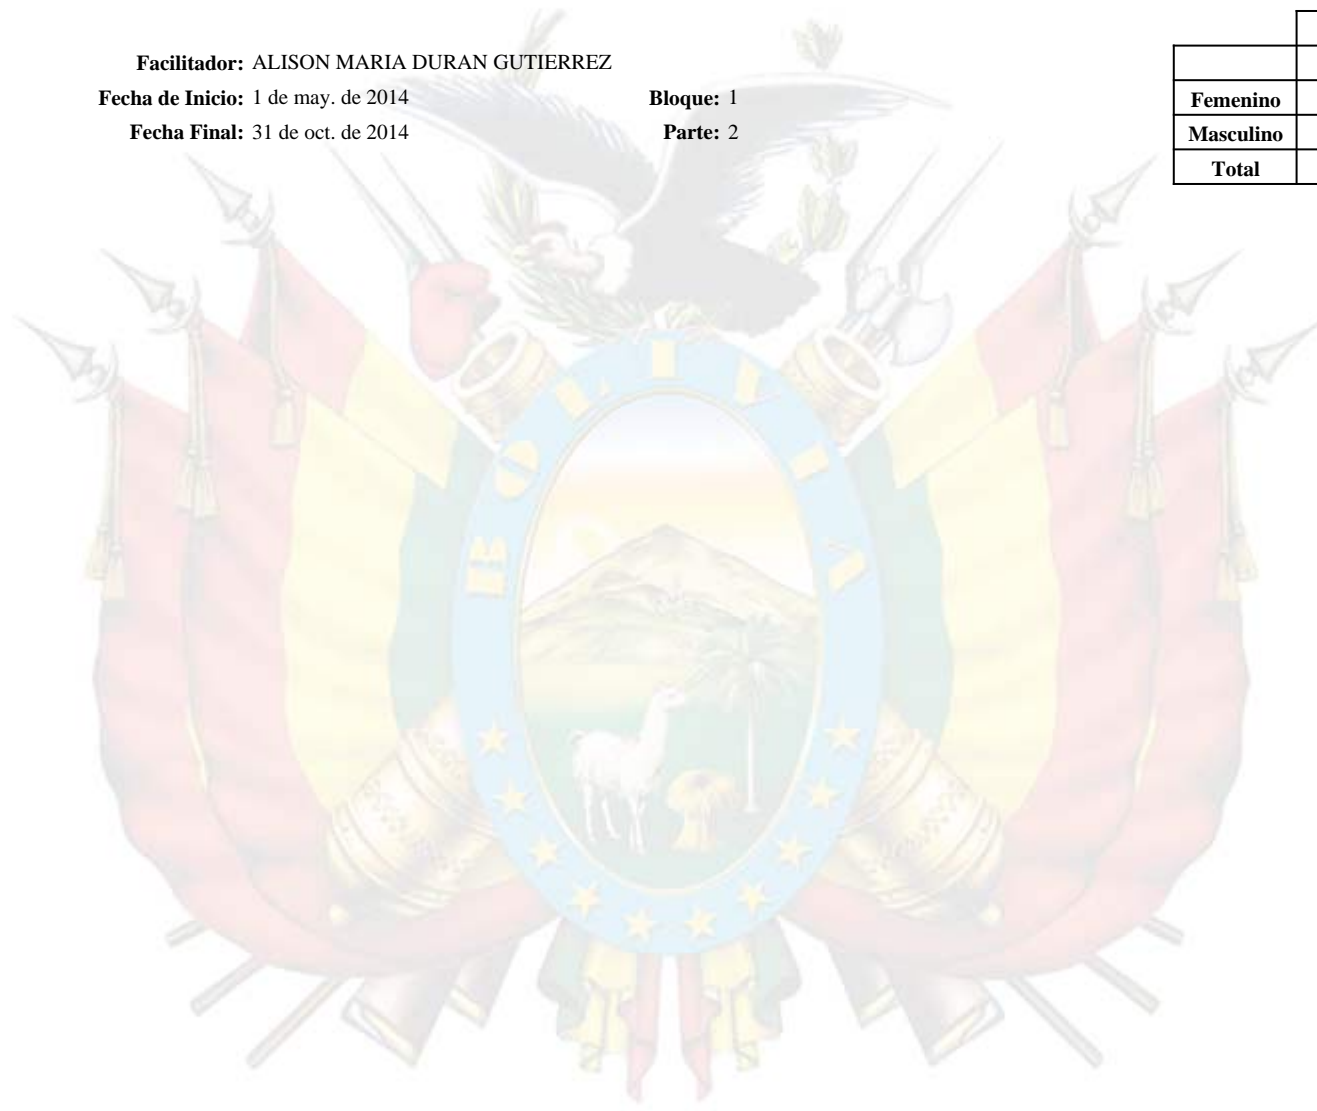 Facilitador: ALISON MARIA DURAN GUTIERREZ
Fecha de Inicio: 1 de may. de 2014 Bloque: 1
Fecha Final: 31 de oct. de 2014 Parte: 2
Femenino
Masculino
Total
BOLIVIA